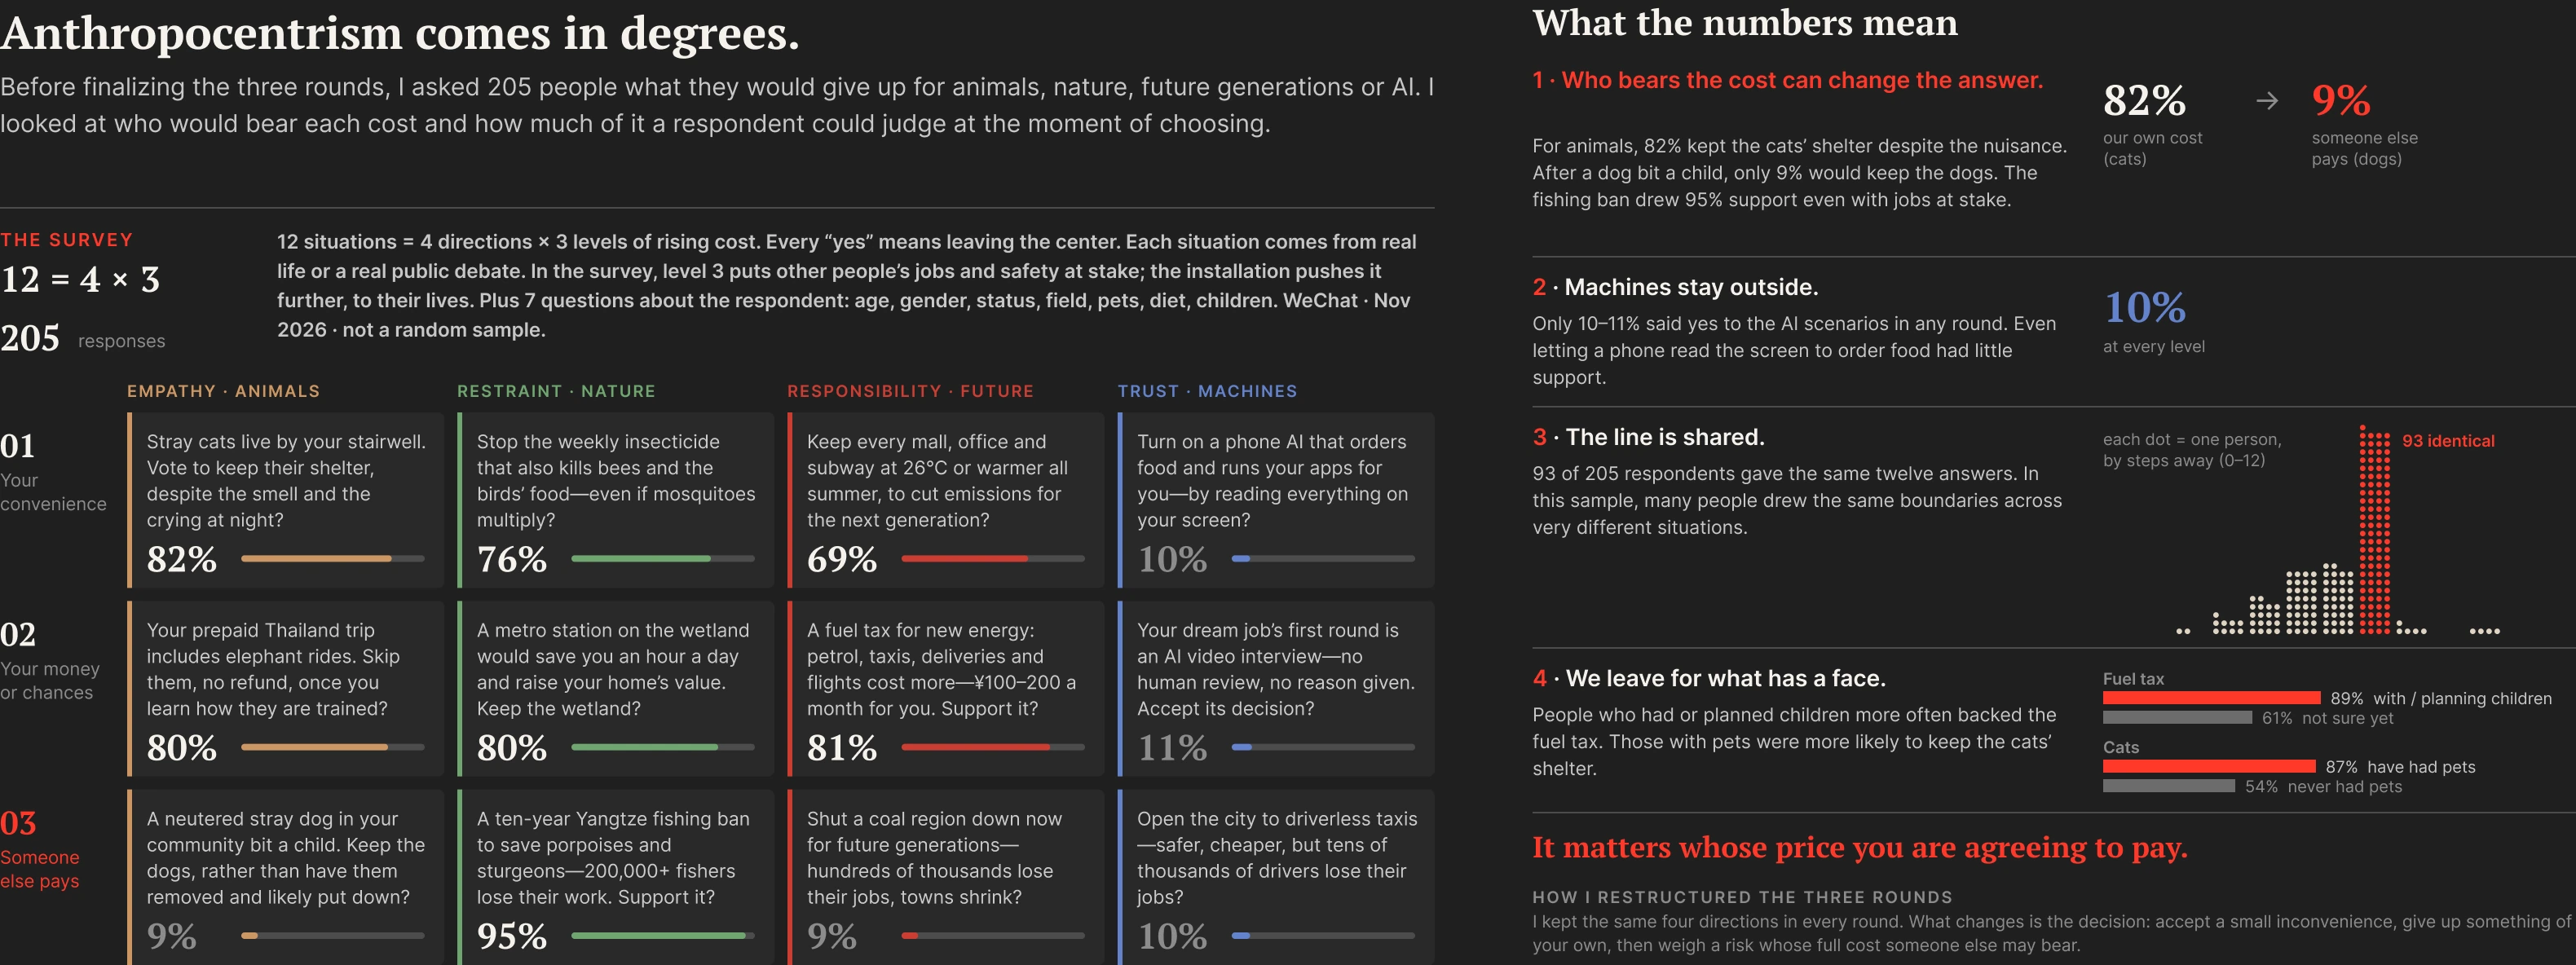 Anthropocentrism comes in degrees.
Before finalizing the three rounds, I asked 205 people what they would give up for animals, nature, future generations or AI. I
looked at who would bear each cost and how much of it a respondent could judge at the moment of choosing.
THE SURVEY
12 = 4 × 3
205 responses
12 situations = 4 directions × 3 levels of rising cost. Every “yes” means leaving the center. Each situation comes from real
life or a real public debate. In the survey, level 3 puts other people’s jobs and safety at stake; the installation pushes it
further, to their lives. Plus 7 questions about the respondent: age, gender, status, field, pets, diet, children. WeChat · Nov
2026 · not a random sample.
EMPATHY · ANIMALS
RESTRAINT · NATURE
RESPONSIBILITY · FUTURE
TRUST · MACHINES
01
Your
convenience
Stray cats live by your stairwell.
Vote to keep their shelter,
despite the smell and the
crying at night?
82%
Stop the weekly insecticide
that also kills bees and the
birds’ food—even if mosquitoes
multiply?
76%
Keep every mall, office and
subway at 26°C or warmer all
summer, to cut emissions for
the next generation?
69%
Turn on a phone AI that orders
food and runs your apps for
you—by reading everything on
your screen?
10%
02
Your money
or chances
Your prepaid Thailand trip
includes elephant rides. Skip
them, no refund, once you
learn how they are trained?
80%
A metro station on the wetland
would save you an hour a day
and raise your home’s value.
Keep the wetland?
80%
A fuel tax for new energy:
petrol, taxis, deliveries and
flights cost more—¥100–200 a
month for you. Support it?
81%
Your dream job’s first round is
an AI video interview—no
human review, no reason given.
Accept its decision?
11%
03
Someone
else pays
A neutered stray dog in your
community bit a child. Keep the
dogs, rather than have them
removed and likely put down?
9%
A ten-year Yangtze fishing ban
to save porpoises and
sturgeons—200,000+ fishers
lose their work. Support it?
95%
Shut a coal region down now
for future generations—
hundreds of thousands lose
their jobs, towns shrink?
9%
Open the city to driverless taxis
—safer, cheaper, but tens of
thousands of drivers lose their
jobs?
10%
What the numbers mean
1 · Who bears the cost can change the answer.
For animals, 82% kept the cats’ shelter despite the nuisance.
After a dog bit a child, only 9% would keep the dogs. The
fishing ban drew 95% support even with jobs at stake.
82% → 9%
our own cost
(cats)
someone else
pays (dogs)
2 · Machines stay outside.
Only 10–11% said yes to the AI scenarios in any round. Even
letting a phone read the screen to order food had little
support.
10%
at every level
3 · The line is shared.
93 of 205 respondents gave the same twelve answers. In
this sample, many people drew the same boundaries across
very different situations.
each dot = one person,
by steps away (0–12)
93 identical
4 · We leave for what has a face.
People who had or planned children more often backed the
fuel tax. Those with pets were more likely to keep the cats’
shelter.
Fuel tax
89% with / planning children
61% not sure yet
Cats
87% have had pets
54% never had pets
It matters whose price you are agreeing to pay.
HOW I RESTRUCTURED THE THREE ROUNDS
I kept the same four directions in every round. What changes is the decision: accept a small inconvenience, give up something of
your own, then weigh a risk whose full cost someone else may bear.